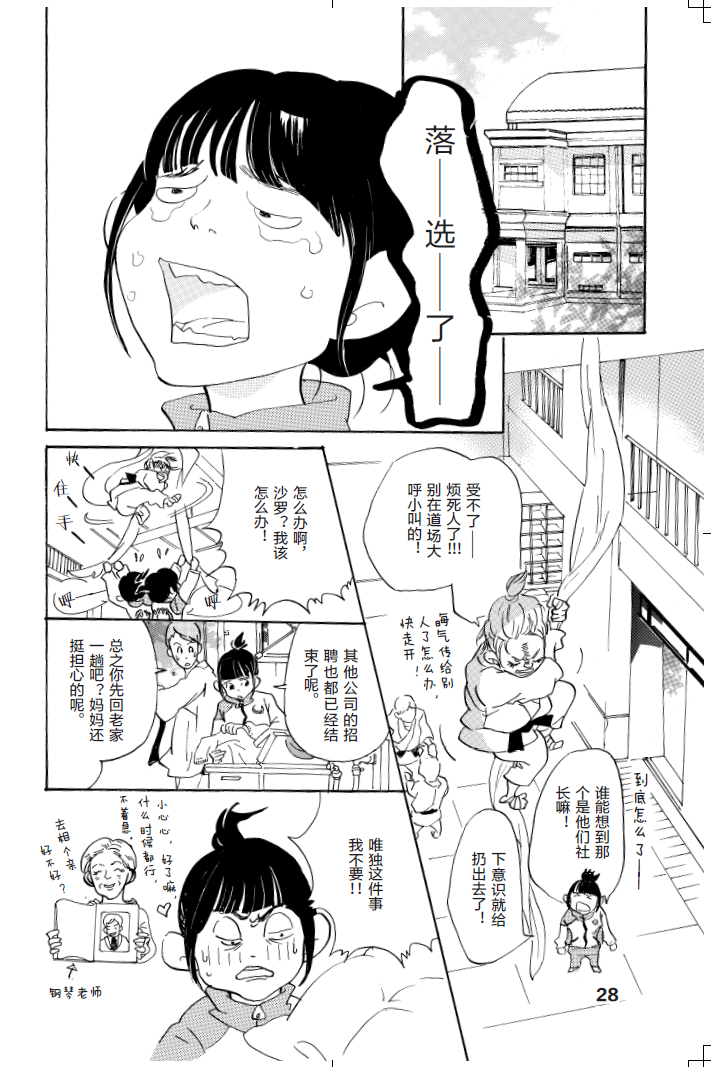 落选了
受不了——
烦死人了!!!
别在道场大
呼小叫的！
晦气传给别
人了怎么办，
快走开！
到底怎么了——
谁能想到那
个是他们社
长嘛！
下意识就给
扔出去了！
怎么办啊，
沙罗？我该
怎么办！
快
住
手
呼
呼
其他公司的招
聘也都已经结
束了呢。
总之你先回老家
一趟吧？妈妈还
挺担心的呢。
唯独这件事
我不要!!
小心心，好了嘛，
什么时候都行，
不着急。
去相个亲
好不好？
钢琴老师
28